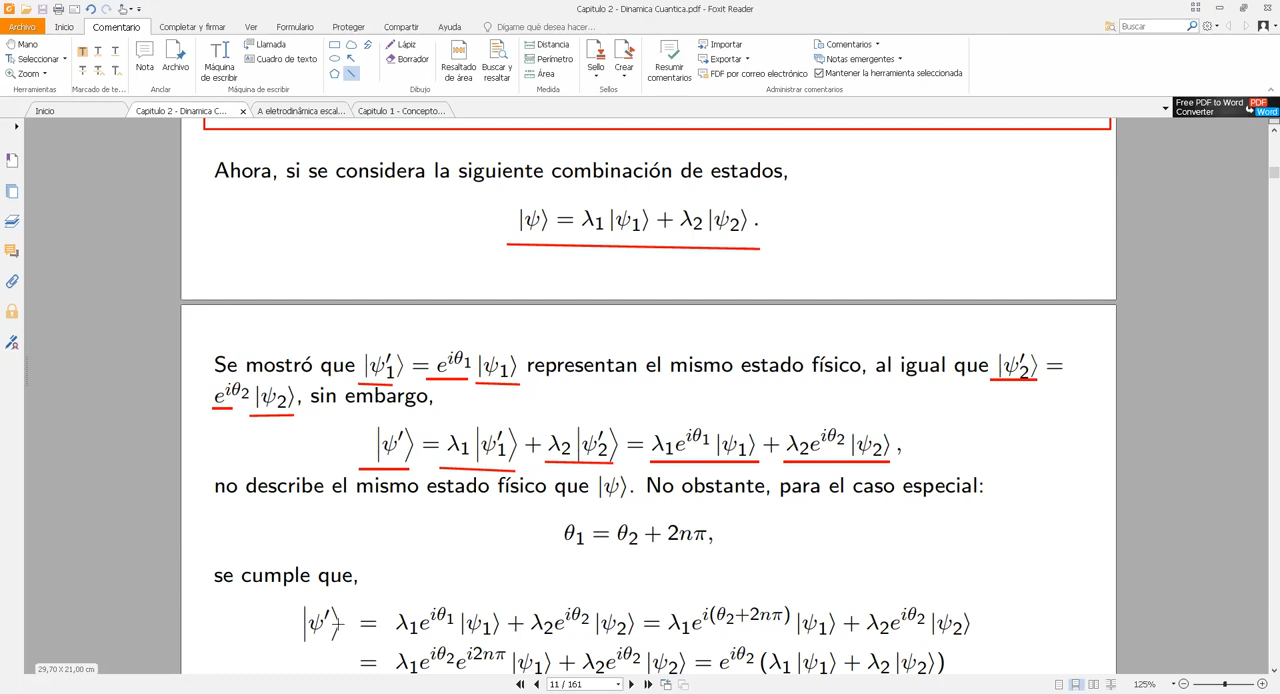 Capitulo 2 - Dinamica Cuantica.pdf - Foxit Reader
Archivo Inicio Comentario Completar y firmar Ver Formulario Proteger Compartir Ayuda Dígame qué desea hacer... Buscar
Mano
Seleccionar
Zoom
Herramientas
Marcado de te...
Nota
Archivo
Anclar
Máquina de escribir
Llamada
Cuadro de texto
Máquina de escribir
Lápiz
Borrador
Dibujo
Resaltado de área
Buscar y resaltar
Distancia
Perímetro
Área
Medida
Sello
Crear
Sellos
Resumir comentarios
Importar
Exportar
FDF por correo electrónico
Comentarios
Notas emergentes
Mantener la herramienta seleccionada
Administrar comentarios
Inicio
Capitulo 2 - Dinamica C...
A eletrodinâmica escal...
Capitulo 1 - Concepto...
Free PDF to Word Converter
PDF
Word
Ahora, si se considera la siguiente combinación de estados,
|ψ⟩ = λ₁ |ψ₁⟩ + λ₂ |ψ₂⟩ .
Se mostró que |ψ′₁⟩ = e^{iθ₁} |ψ₁⟩ representan el mismo estado físico, al igual que |ψ′₂⟩ =
e^{iθ₂} |ψ₂⟩, sin embargo,
|ψ′⟩ = λ₁ |ψ′₁⟩ + λ₂ |ψ′₂⟩ = λ₁e^{iθ₁} |ψ₁⟩ + λ₂e^{iθ₂} |ψ₂⟩ ,
no describe el mismo estado físico que |ψ⟩. No obstante, para el caso especial:
θ₁ = θ₂ + 2nπ,
se cumple que,
|ψ′⟩ = λ₁e^{iθ₁} |ψ₁⟩ + λ₂e^{iθ₂} |ψ₂⟩ = λ₁e^{i(θ₂+2nπ)} |ψ₁⟩ + λ₂e^{iθ₂} |ψ₂⟩
= λ₁e^{iθ₂}e^{i2nπ} |ψ₁⟩ + λ₂e^{iθ₂} |ψ₂⟩ = e^{iθ₂} (λ₁ |ψ₁⟩ + λ₂ |ψ₂⟩)
29,70 x 21,00 cm
11 / 161
125%